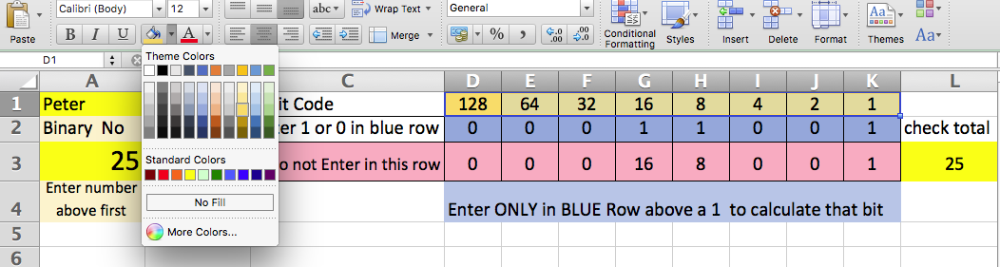 Calibri (Body) 12 abc Wrap Text General
Paste B I U A Merge % Conditional Formatting Styles Insert Delete Format Themes Aa
D1
Theme Colors
Standard Colors
No Fill
More Colors...
A C D E F G H I J K L
1 Peter it Code 128 64 32 16 8 4 2 1
2 Binary No er 1 or 0 in blue row 0 0 0 1 1 0 0 1 check total
3 25 o not Enter in this row 0 0 0 16 8 0 0 1 25
4 Enter number above first Enter ONLY in BLUE Row above a 1 to calculate that bit
5
6